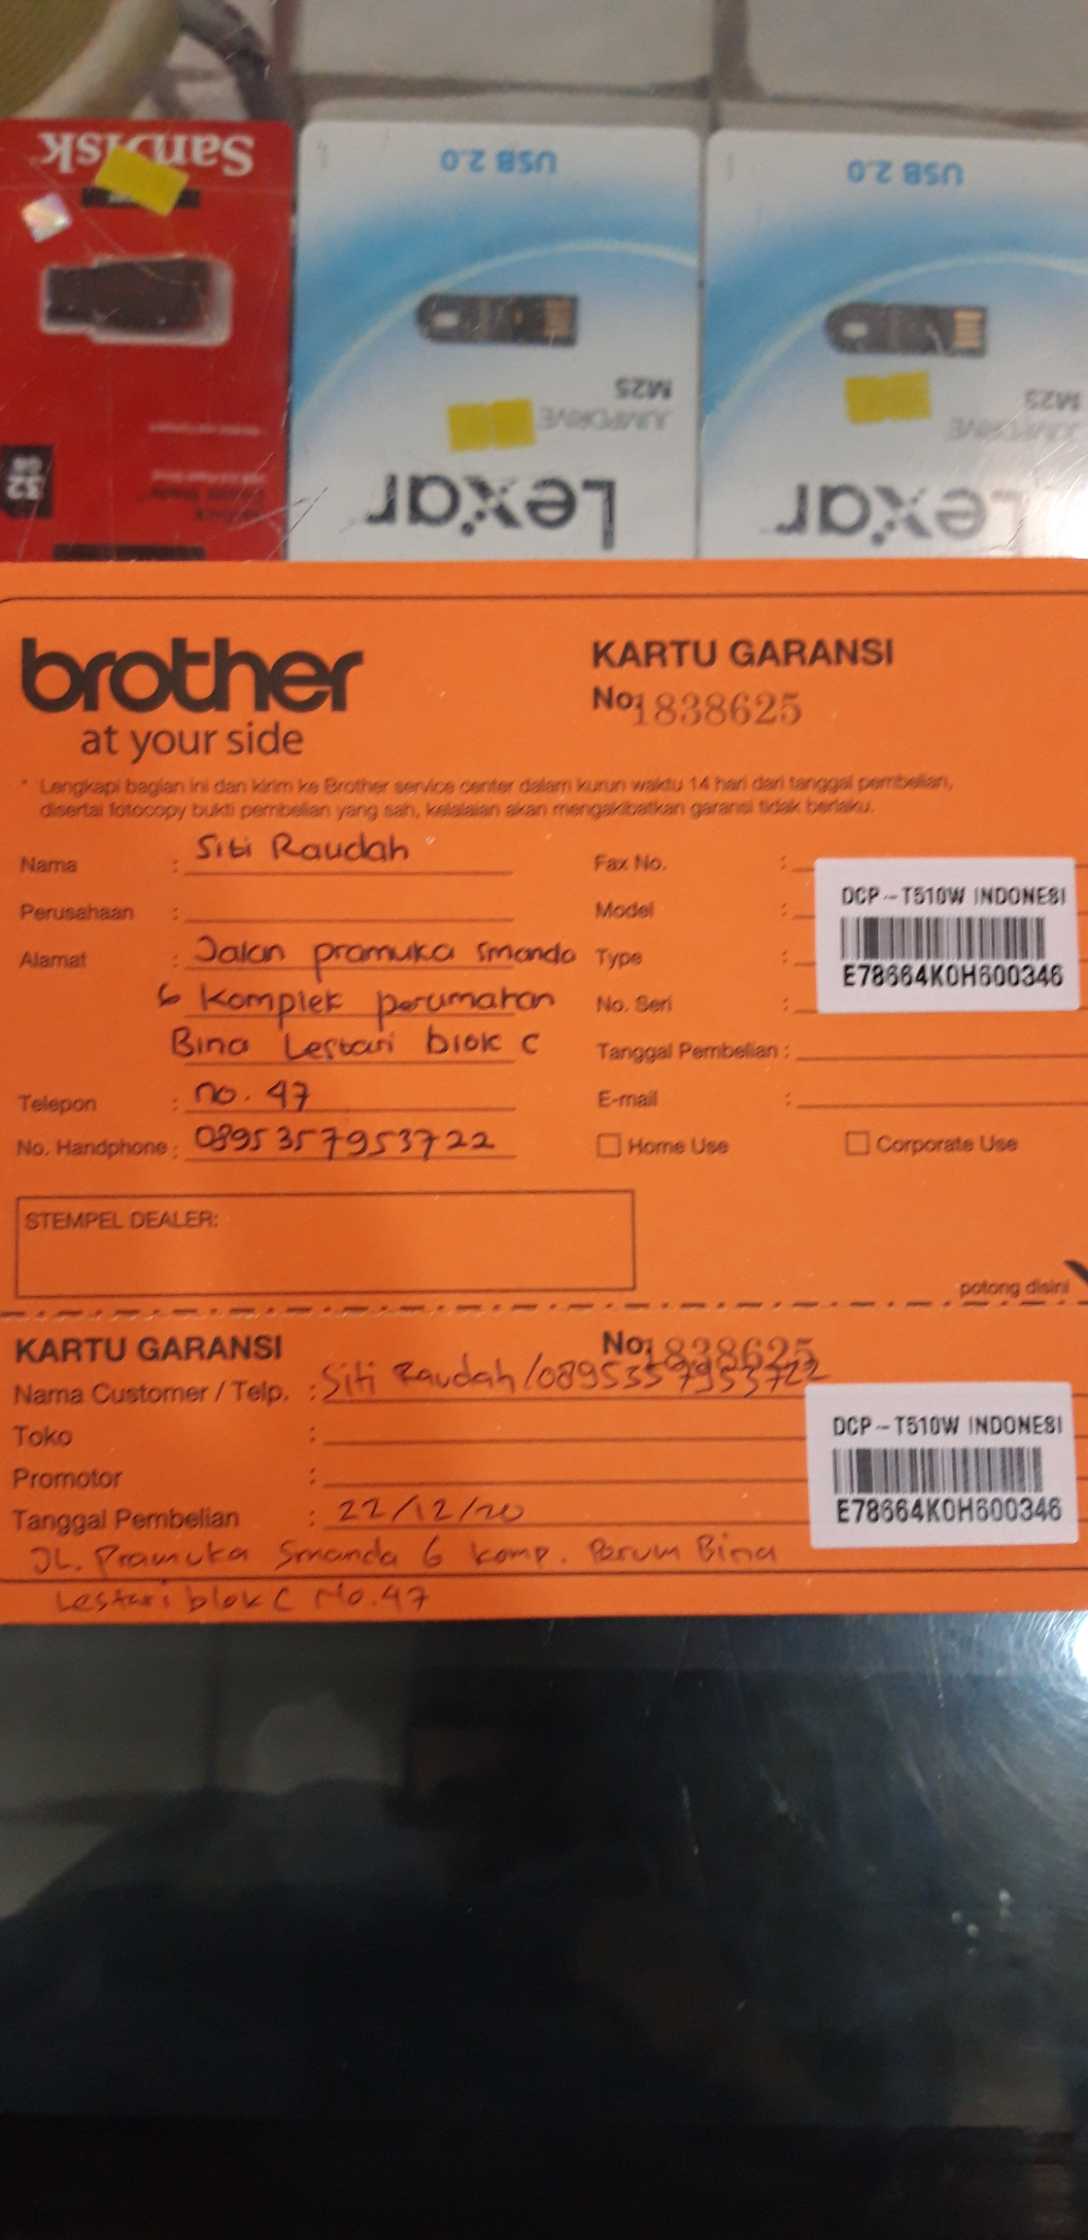 SanDisk
32
GB
USB 2.0
M25
JUMPDRIVE
Lexar
USB 2.0
M25
JUMPDRIVE
Lexar
brother
at your side
KARTU GARANSI
No: 1838625
* Lengkapi bagian ini dan kirim ke Brother service center dalam kurun waktu 14 hari dari tanggal pembelian,
disertai fotocopy bukti pembelian yang sah, kelalaian akan mengakibatkan garansi tidak berlaku.
Nama : Siti Raudah
Perusahaan :
Alamat : Jalan pramuka Smanda
6 Komplek perumahan
Bina Lestari blok C
Telepon : no. 47
No. Handphone : 0895357953722
Fax No. :
Model :
Type :
No. Seri :
DCP-T510W INDONESI
E78664K0H600346
Tanggal Pembelian :
E-mail :
Home Use
Corporate Use
STEMPEL DEALER:
potong disini
KARTU GARANSI
No: 1838625
Nama Customer / Telp. : Siti Raudah/0895357953722
Toko :
Promotor :
Tanggal Pembelian : 22/12/20
DCP-T510W INDONESI
E78664K0H600346
JL. Pramuka Smanda 6 komp. Perum Bina
Lestari blok C No.47